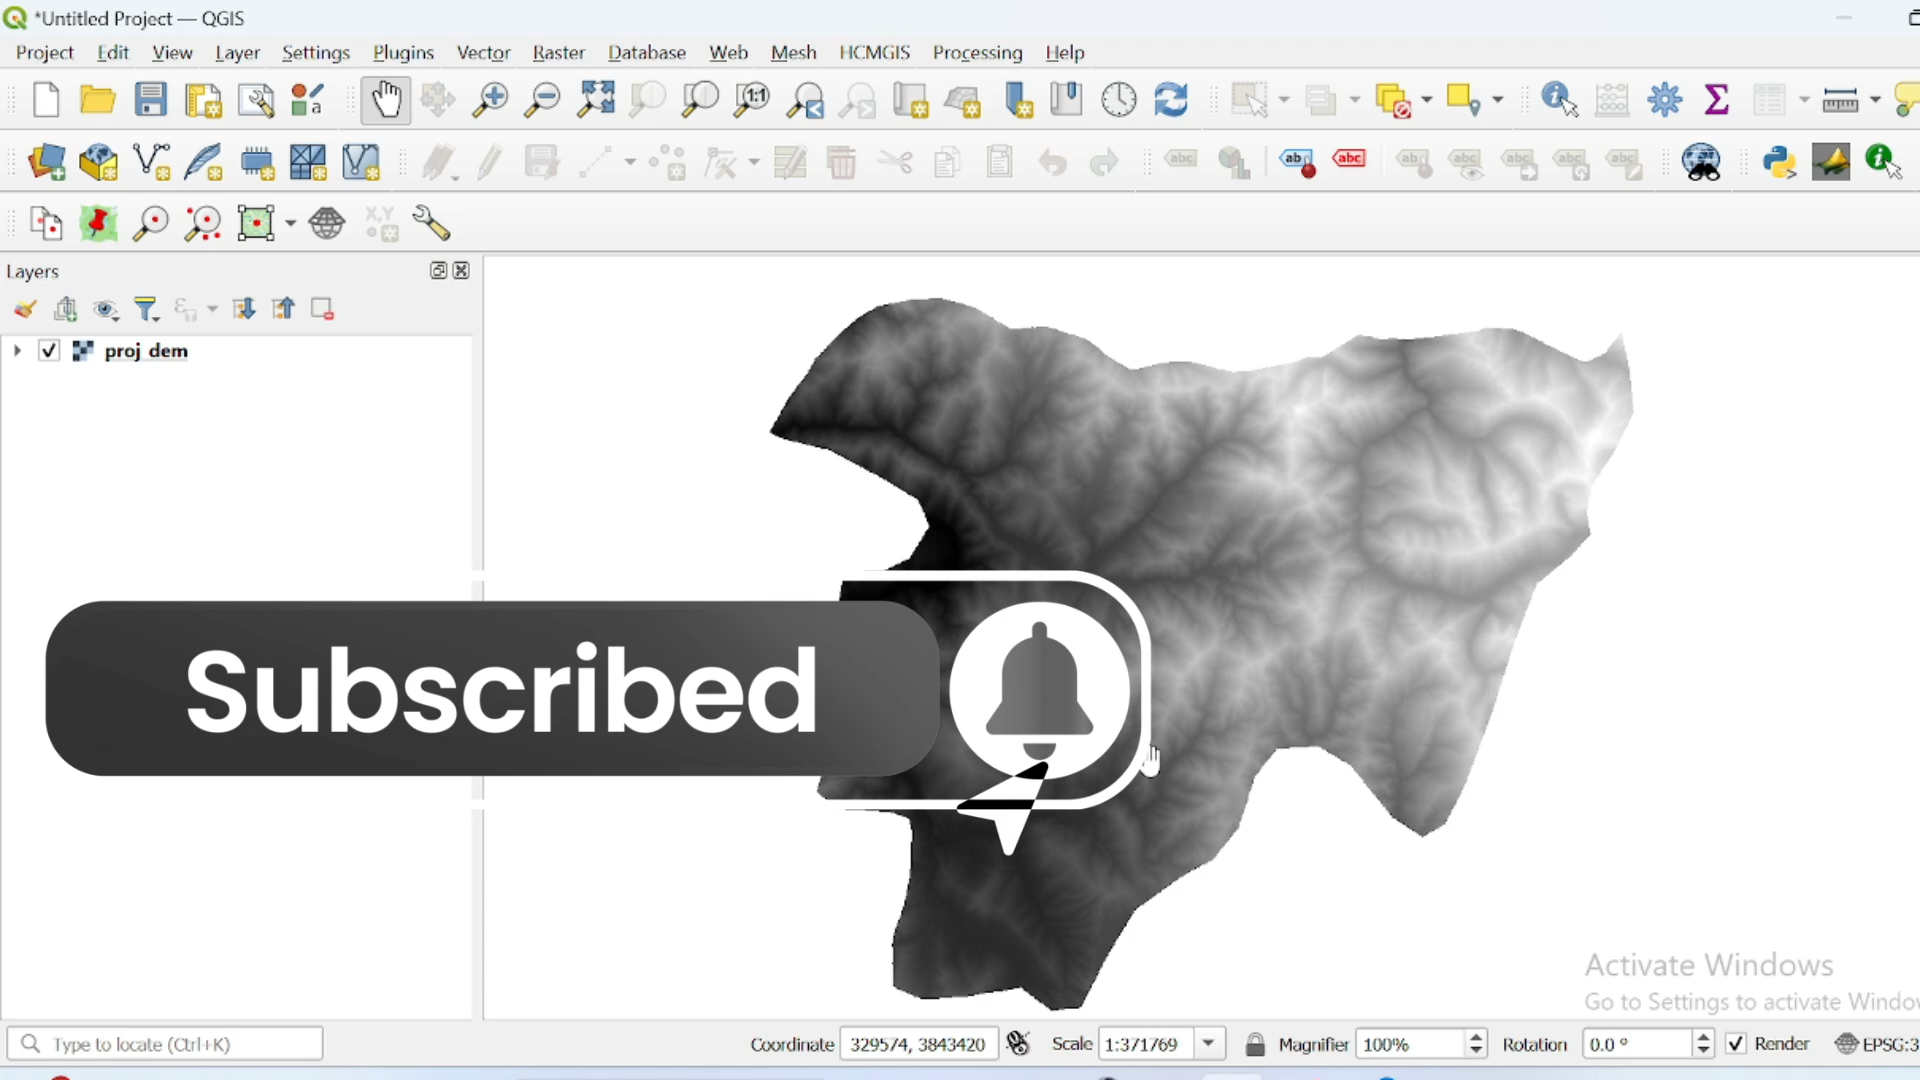 *Untitled Project — QGIS
Project Edit View Layer Settings Plugins Vector Raster Database Web Mesh HCMGIS Processing Help
Layers
proj dem
Subscribed
Activate Windows
Go to Settings to activate Window
Type to locate (Ctrl+K)
Coordinate 329574, 3843420 Scale 1:371769 Magnifier 100% Rotation 0.0 ° Render EPSG:3